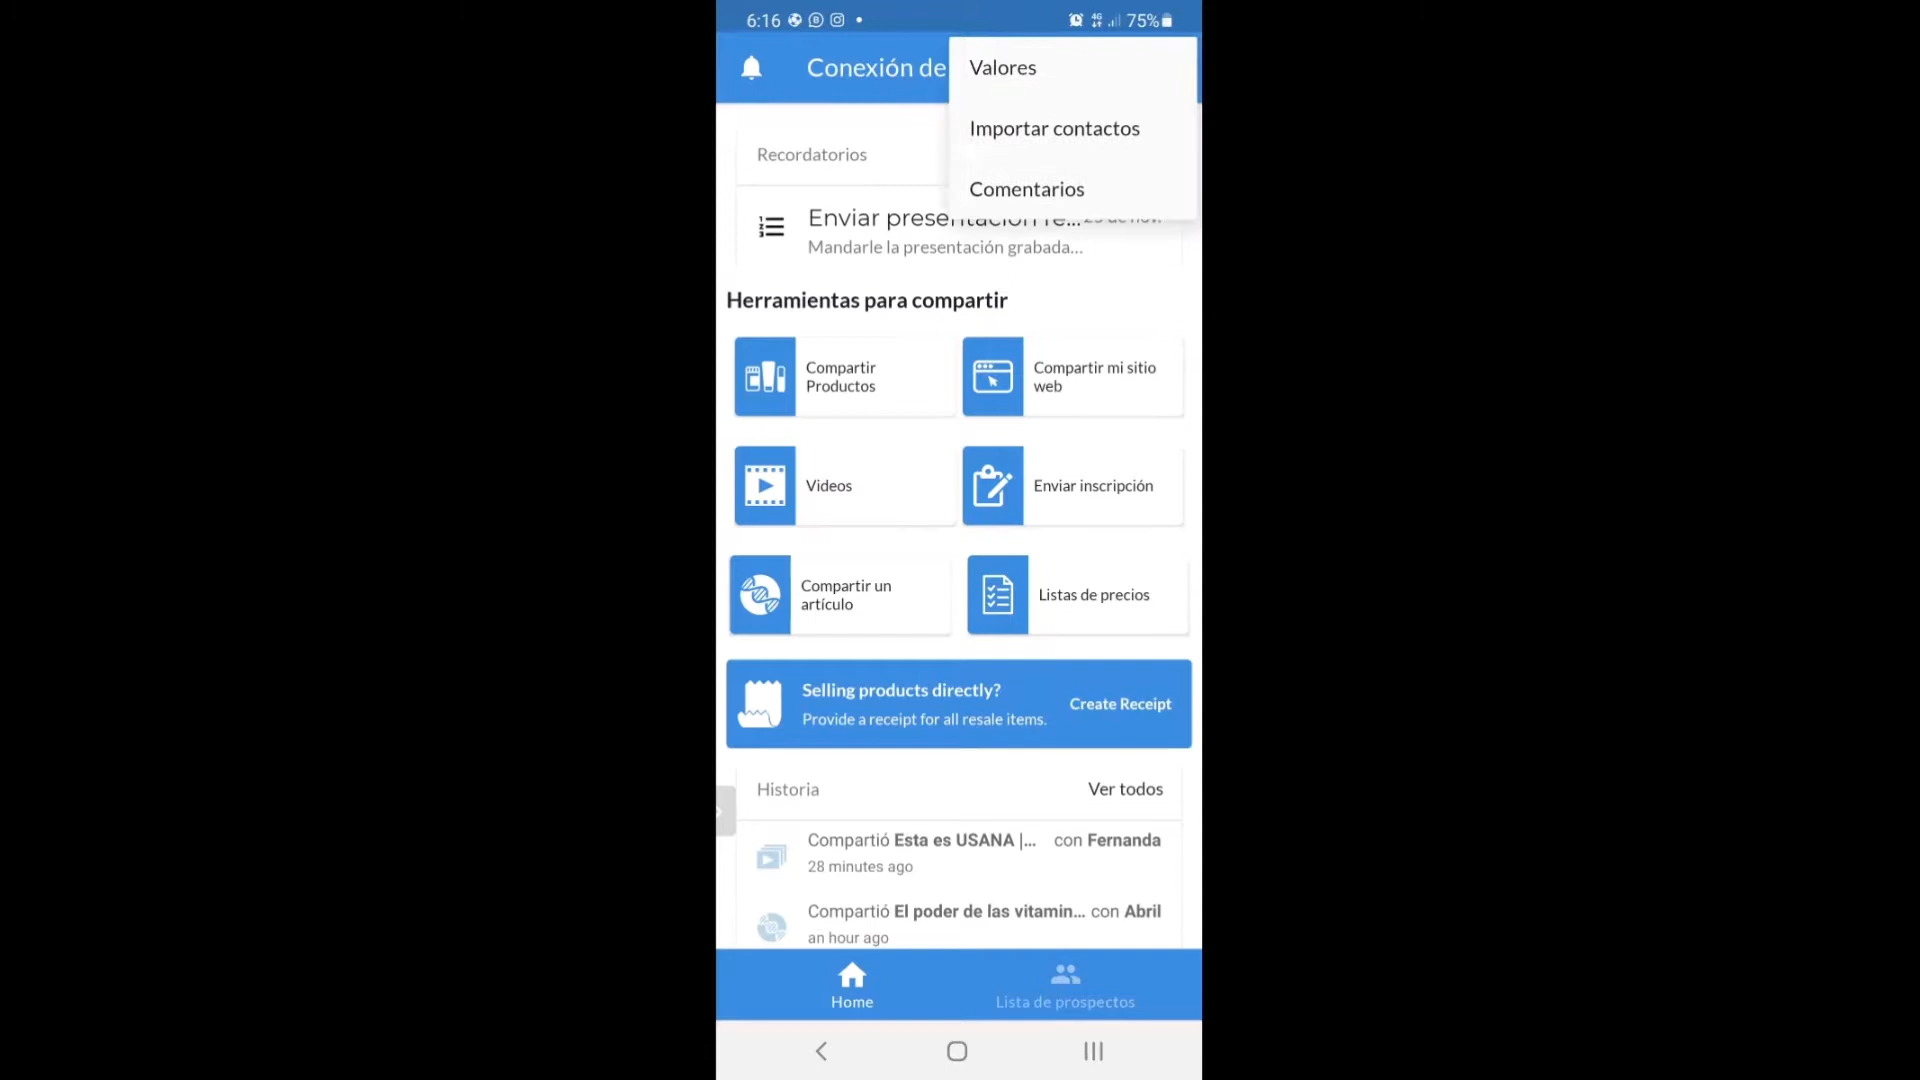 6:16
4G
75%
Conexión de
Valores
Importar contactos
Comentarios
Recordatorios
Enviar presentación re...
Mandarle la presentación grabada...
Herramientas para compartir
Compartir
Productos
Compartir mi sitio
web
Videos
Enviar inscripción
Compartir un
artículo
Listas de precios
Selling products directly?
Provide a receipt for all resale items.
Create Receipt
Historia
Ver todos
Compartió Esta es USANA |... con Fernanda
28 minutes ago
Compartió El poder de las vitamin... con Abril
an hour ago
Home
Lista de prospectos